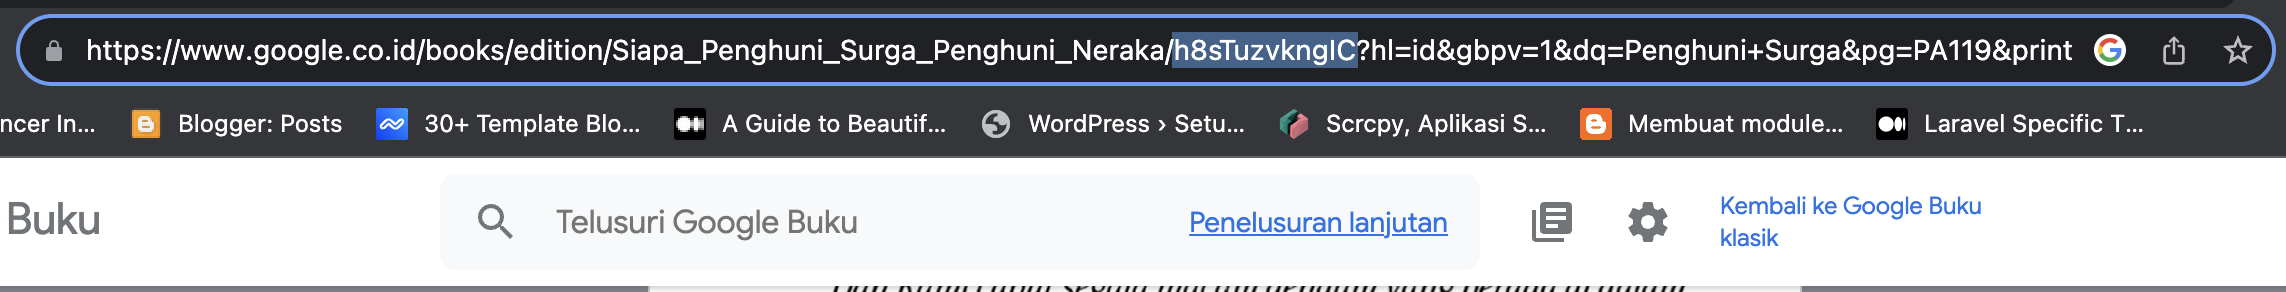 https://www.google.co.id/books/edition/Siapa_Penghuni_Surga_Penghuni_Neraka/h8sTuzvkngIC?hl=id&gbpv=1&dq=Penghuni+Surga&pg=PA119&print
ncer In... Blogger: Posts 30+ Template Blo... A Guide to Beautif... WordPress › Setu... Scrcpy, Aplikasi S... Membuat module... Laravel Specific T...
Buku Telusuri Google Buku Penelusuran lanjutan Kembali ke Google Buku
klasik